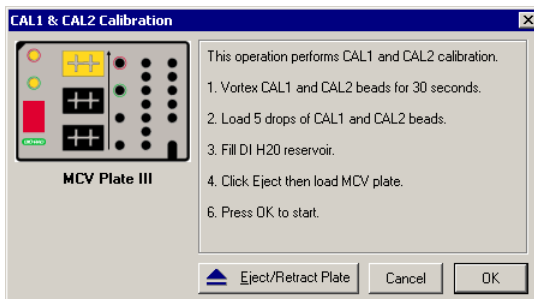 CAL1 & CAL2 Calibration
This operation performs CAL1 and CAL2 calibration.
1. Vortex CAL1 and CAL2 beads for 30 seconds.
2. Load 5 drops of CAL1 and CAL2 beads.
3. Fill DI H20 reservoir.
4. Click Eject then load MCV plate.
6. Press OK to start.
MCV Plate III
Eject/Retract Plate
Cancel
OK